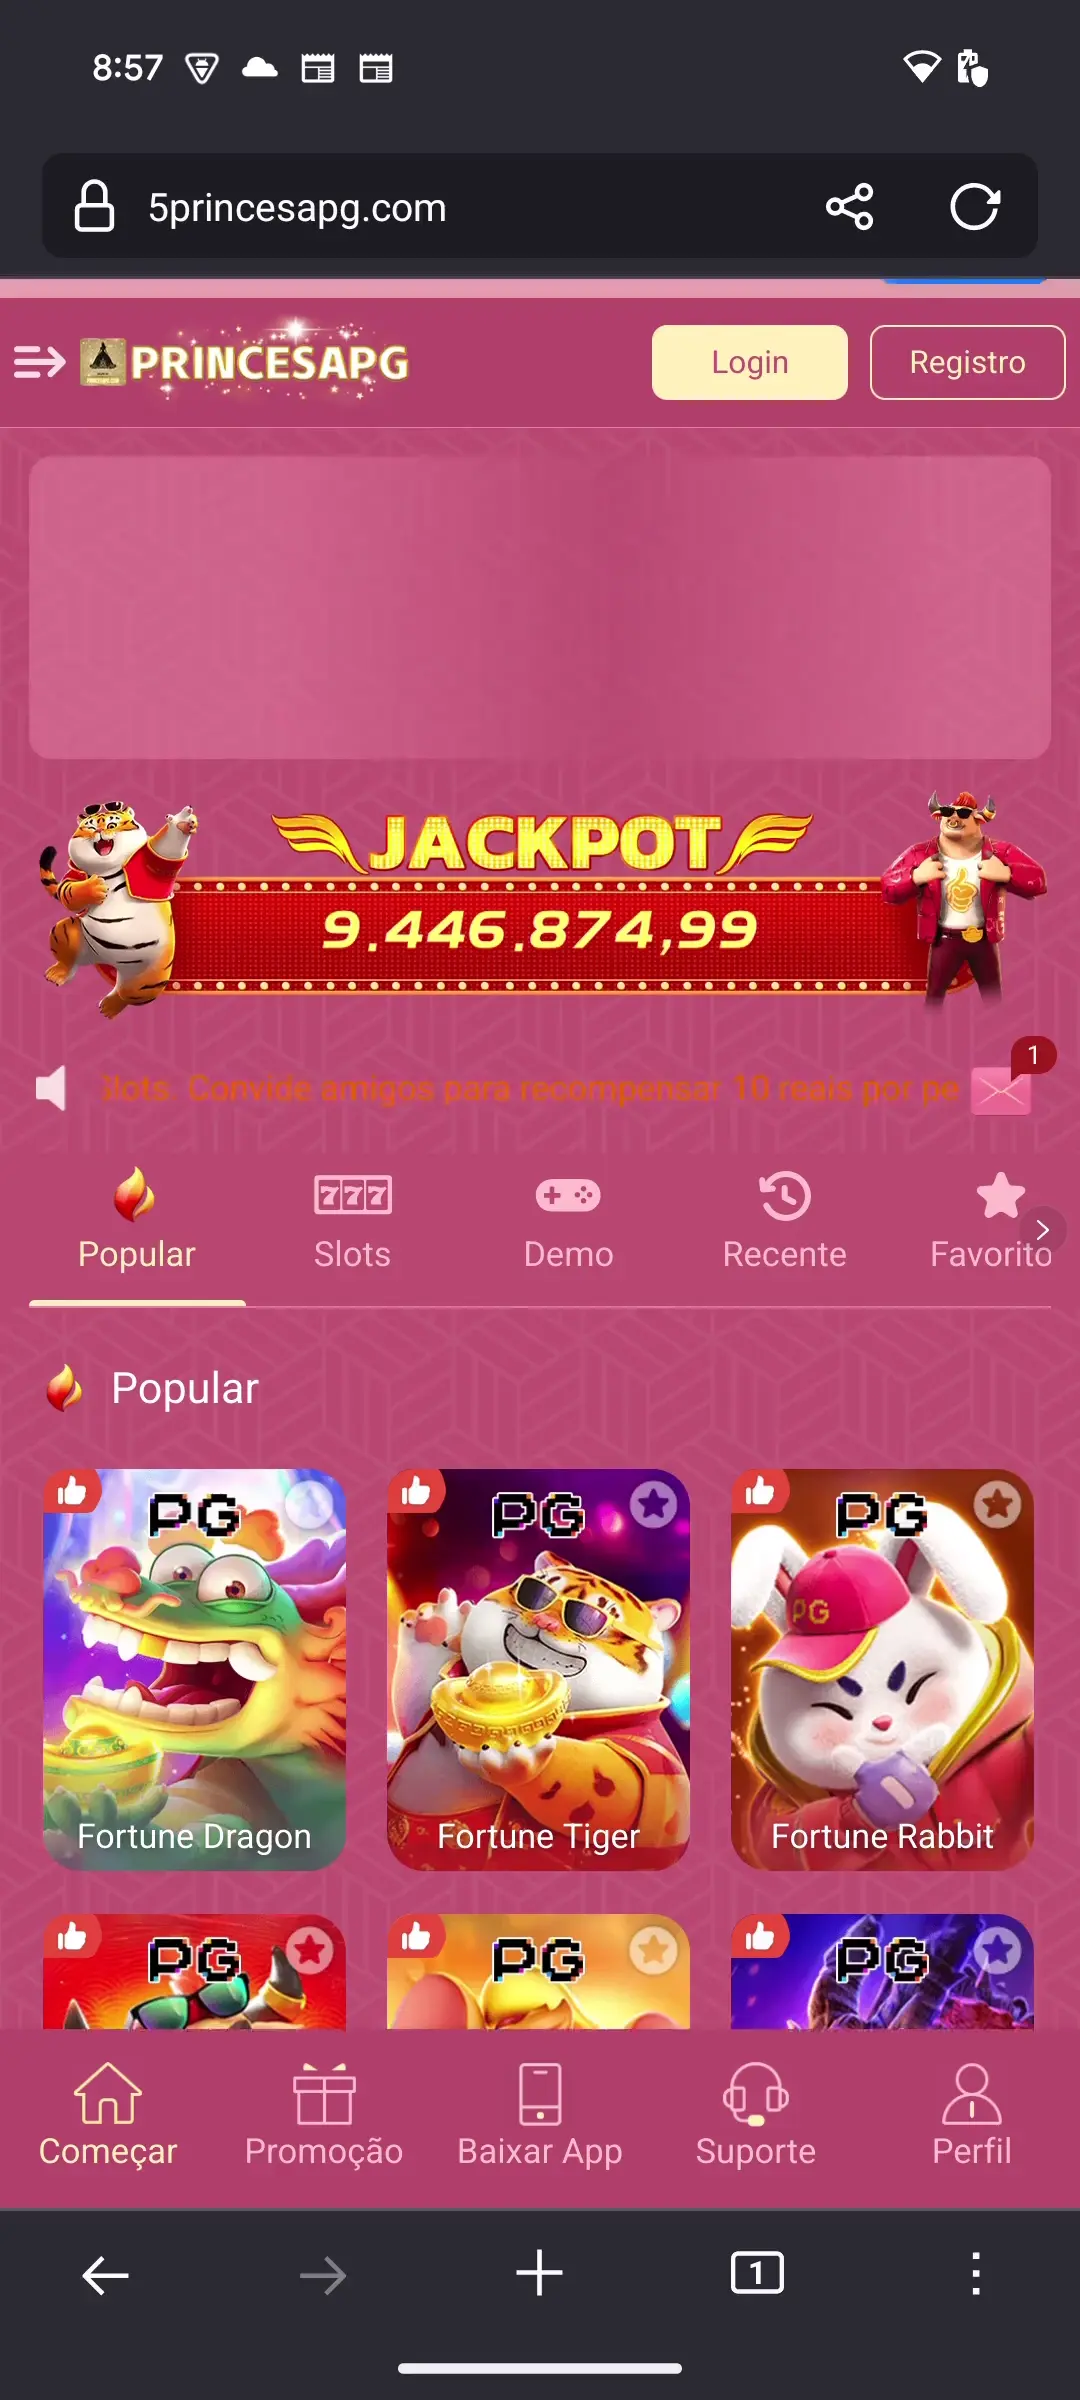 8:57
5princesapg.com
PRINCESAPG
Login
Registro
JACKPOT
9.446.874,99
Convide amigos para recompensar 10 reais por pe
1
777
Popular
Slots
Demo
Recente
Favorito
Popular
PG
PG
PG
PG
Fortune Dragon
Fortune Tiger
Fortune Rabbit
PG
PG
PG
Começar
Promoção
Baixar App
Suporte
Perfil
1